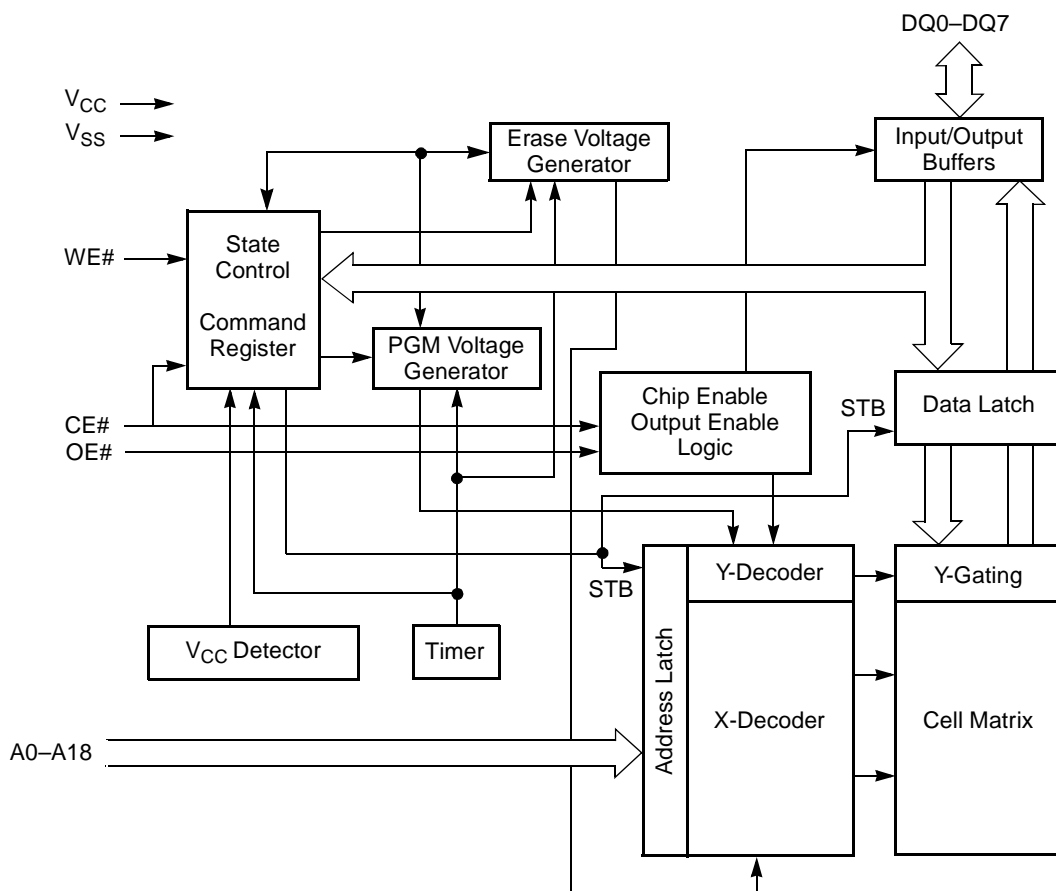 DQ0–DQ7
VCC
VSS
Erase Voltage
Generator
Input/Output
Buffers
WE#
State
Control
Command
Register
PGM Voltage
Generator
CE#
OE#
Chip Enable
Output Enable
Logic
STB
Data Latch
STB
Y-Decoder
Y-Gating
VCC Detector
Timer
Address Latch
X-Decoder
Cell Matrix
A0–A18